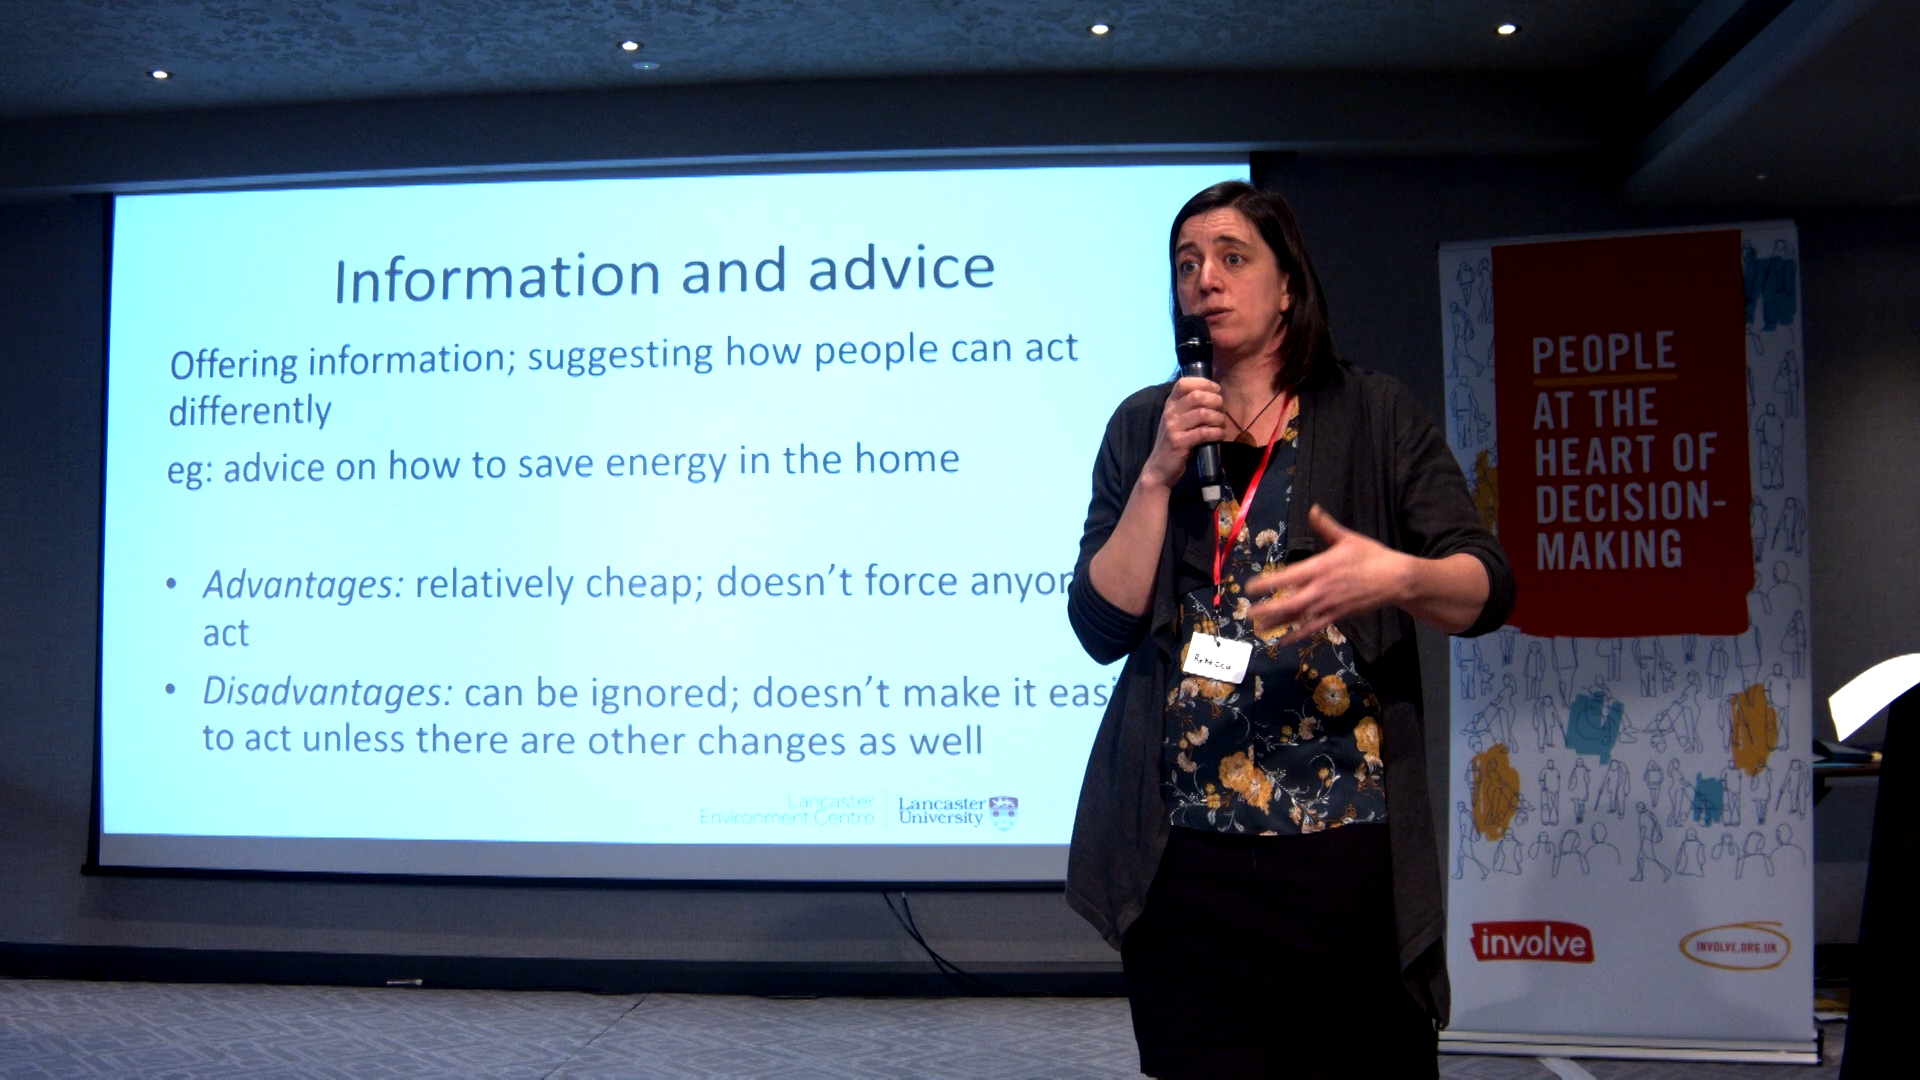 Information and advice
Offering information; suggesting how people can act
differently
eg: advice on how to save energy in the home
• Advantages: relatively cheap; doesn't force
act
• Disadvantages: can be ignored; doesn't make it
to act unless there are other changes as well
Lancaster
Environment Centre
Lancaster
University
Rebecca
PEOPLE
AT THE
HEART OF
DECISION-
MAKING
involve
INVOLVE.ORG.UK